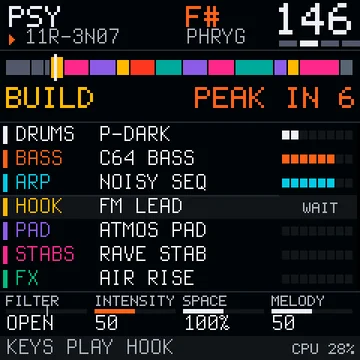 PSY F# 146
11R-3N07 PHRYG
BUILD PEAK IN 6
DRUMS P-DARK
BASS C64 BASS
ARP NOISY SEQ
HOOK FM LEAD WAIT
PAD ATMOS PAD
STABS RAVE STAB
FX AIR RISE
FILTER INTENSITY SPACE MELODY
OPEN 50 100% 50
KEYS PLAY HOOK CPU 28%